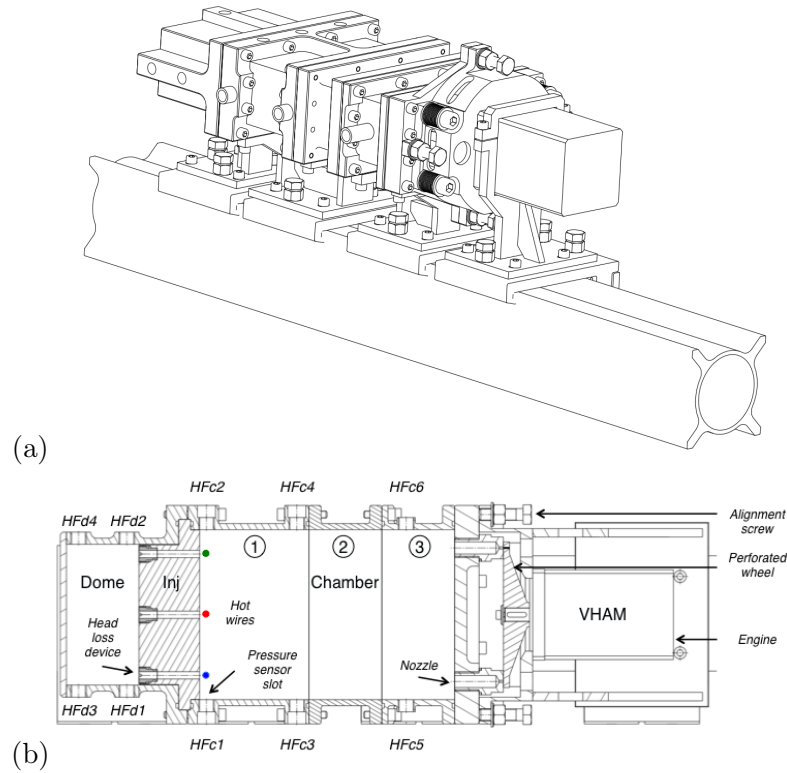 (a)
HFc2 HFc4 HFc6
HFd4 HFd2
Alignment
screw
1 2 3
Perforated
wheel
Dome Inj Chamber
VHAM
Hot
wires
Head
loss
device
Engine
Pressure
sensor
slot
Nozzle
HFd3 HFd1
HFc1 HFc3 HFc5
(b)